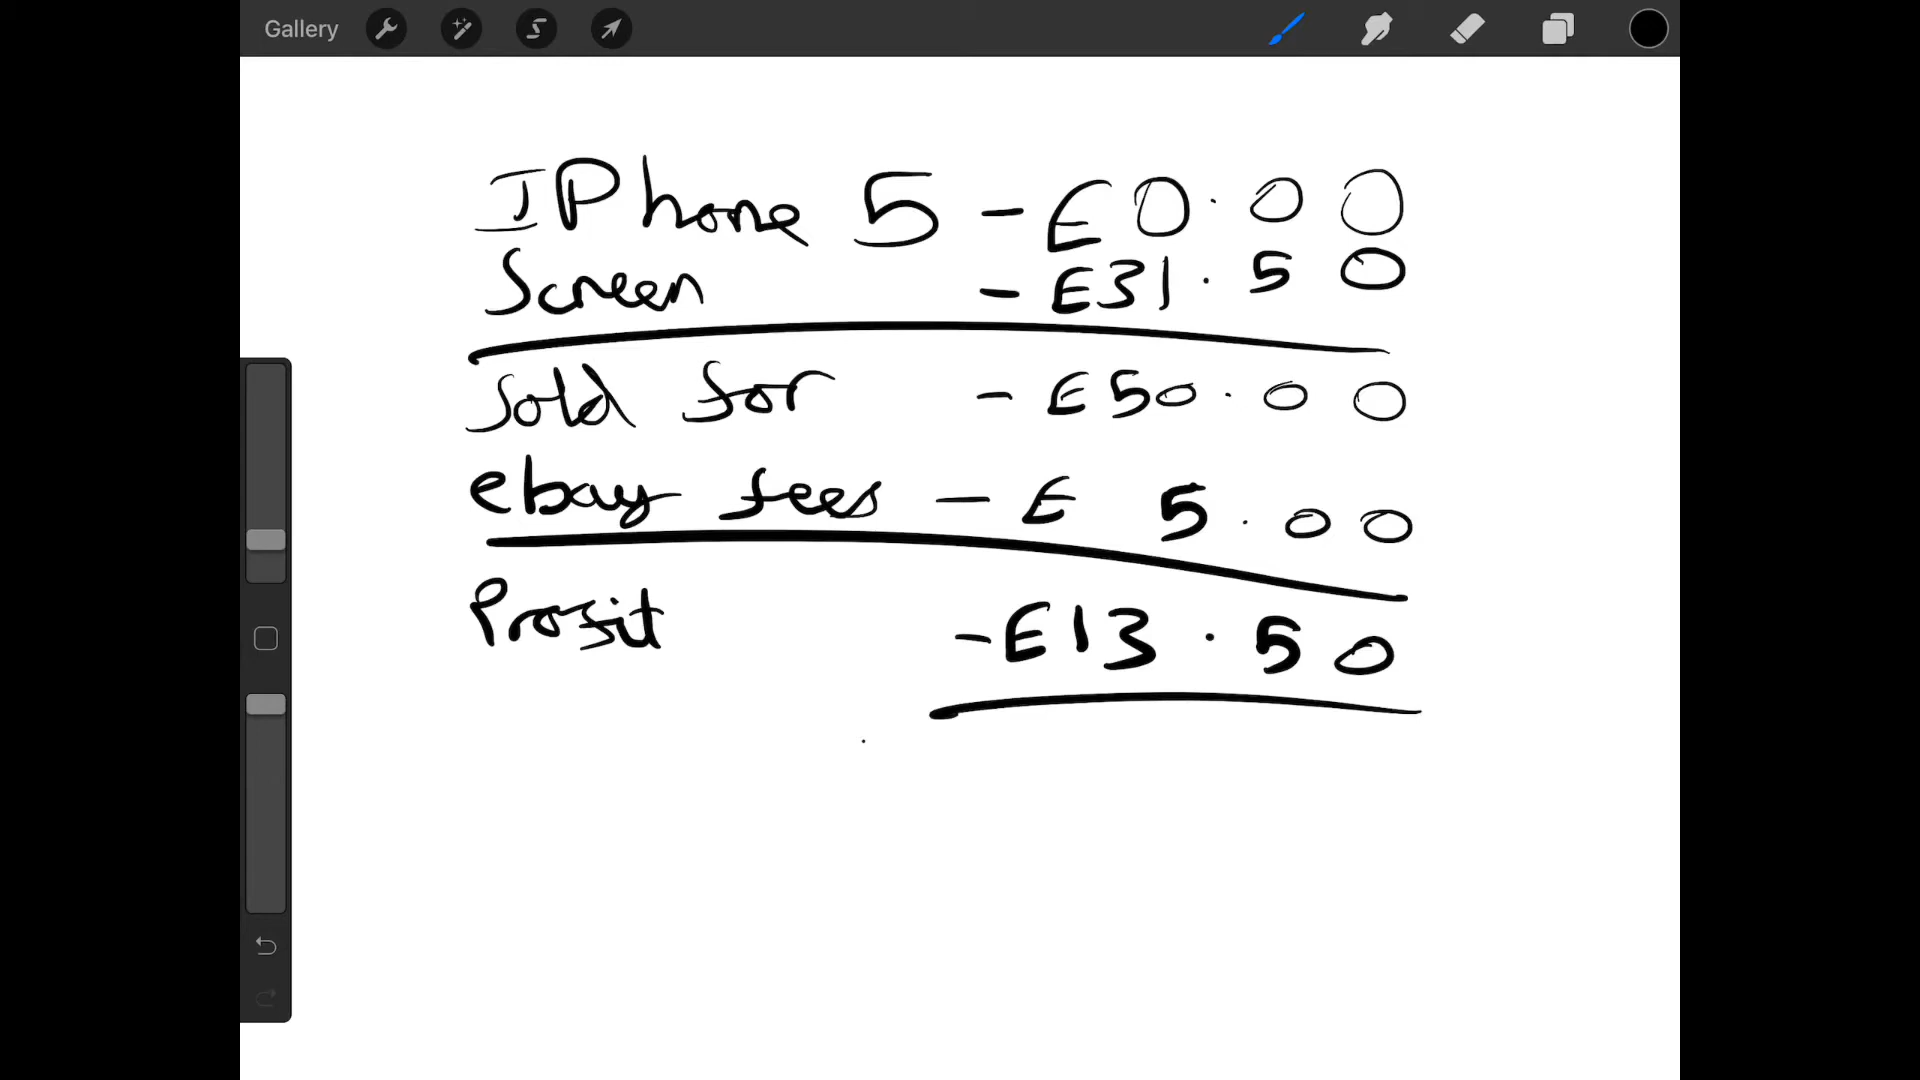 Gallery
IPhone 5 - £0.00
Screen - £31.50
Sold for - £50.00
ebay fees - £ 5.00
Profit - £13.50